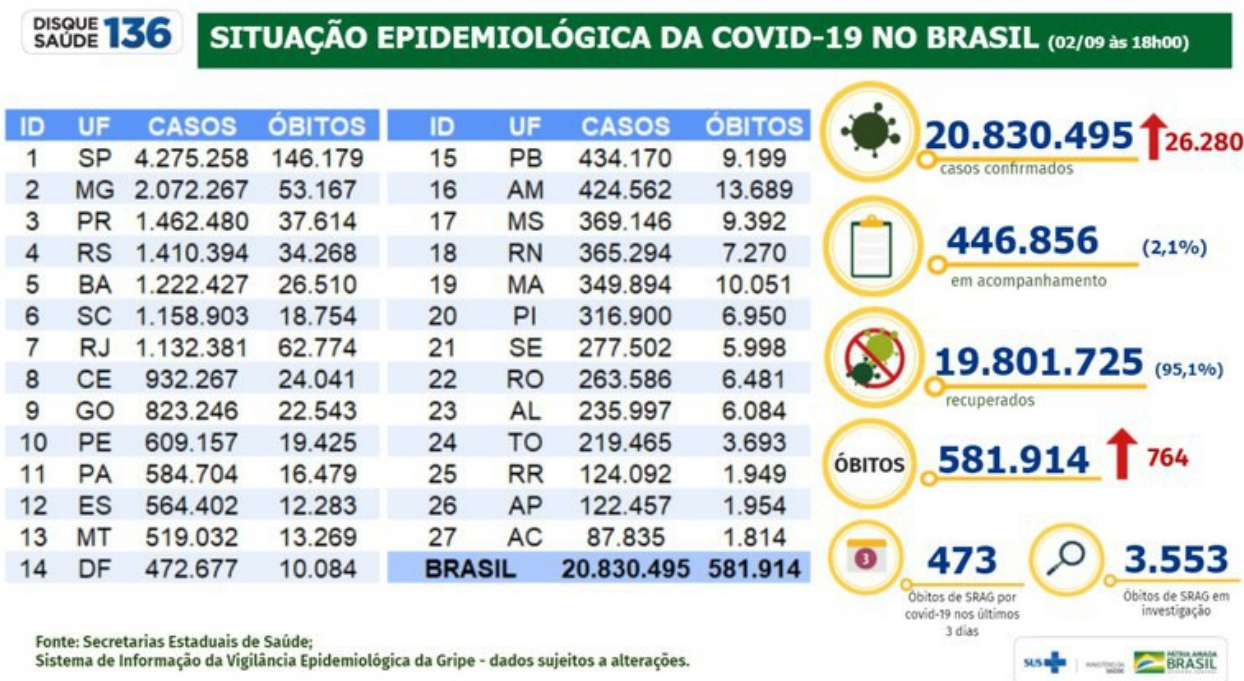 DISQUE
SAÚDE 136
SITUAÇÃO EPIDEMIOLÓGICA DA COVID-19 NO BRASIL (02/09 às 18h00)
ID UF CASOS ÓBITOS ID UF CASOS ÓBITOS
1 SP 4.275.258 146.179 15 PB 434.170 9.199
2 MG 2.072.267 53.167 16 AM 424.562 13.689
3 PR 1.462.480 37.614 17 MS 369.146 9.392
4 RS 1.410.394 34.268 18 RN 365.294 7.270
5 BA 1.222.427 26.510 19 MA 349.894 10.051
6 SC 1.158.903 18.754 20 PI 316.900 6.950
7 RJ 1.132.381 62.774 21 SE 277.502 5.998
8 CE 932.267 24.041 22 RO 263.586 6.481
9 GO 823.246 22.543 23 AL 235.997 6.084
10 PE 609.157 19.425 24 TO 219.465 3.693
11 PA 584.704 16.479 25 RR 124.092 1.949
12 ES 564.402 12.283 26 AP 122.457 1.954
13 MT 519.032 13.269 27 AC 87.835 1.814
14 DF 472.677 10.084 BRASIL 20.830.495 581.914
20.830.495 26.280
casos confirmados
446.856 (2,1%)
em acompanhamento
19.801.725 (95,1%)
recuperados
ÓBITOS 581.914 764
3 473
Óbitos de SRAG por
covid-19 nos últimos
3 dias
3.553
Óbitos de SRAG em
investigação
Fonte: Secretarias Estaduais de Saúde;
Sistema de Informação da Vigilância Epidemiológica da Gripe - dados sujeitos a alterações.
SUS
PÁTRIA AMADA
BRASIL